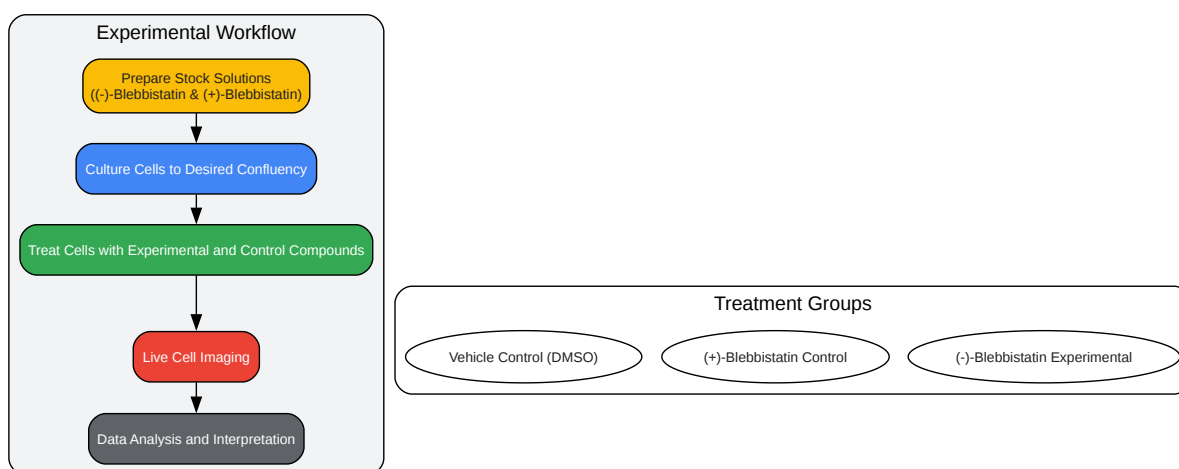 Experimental Workflow
Prepare Stock Solutions
((-)-Blebbistatin & (+)-Blebbistatin)
Culture Cells to Desired Confluency
Treat Cells with Experimental and Control Compounds
Live Cell Imaging
Data Analysis and Interpretation
Treatment Groups
Vehicle Control (DMSO)
(+)-Blebbistatin Control
(-)-Blebbistatin Experimental